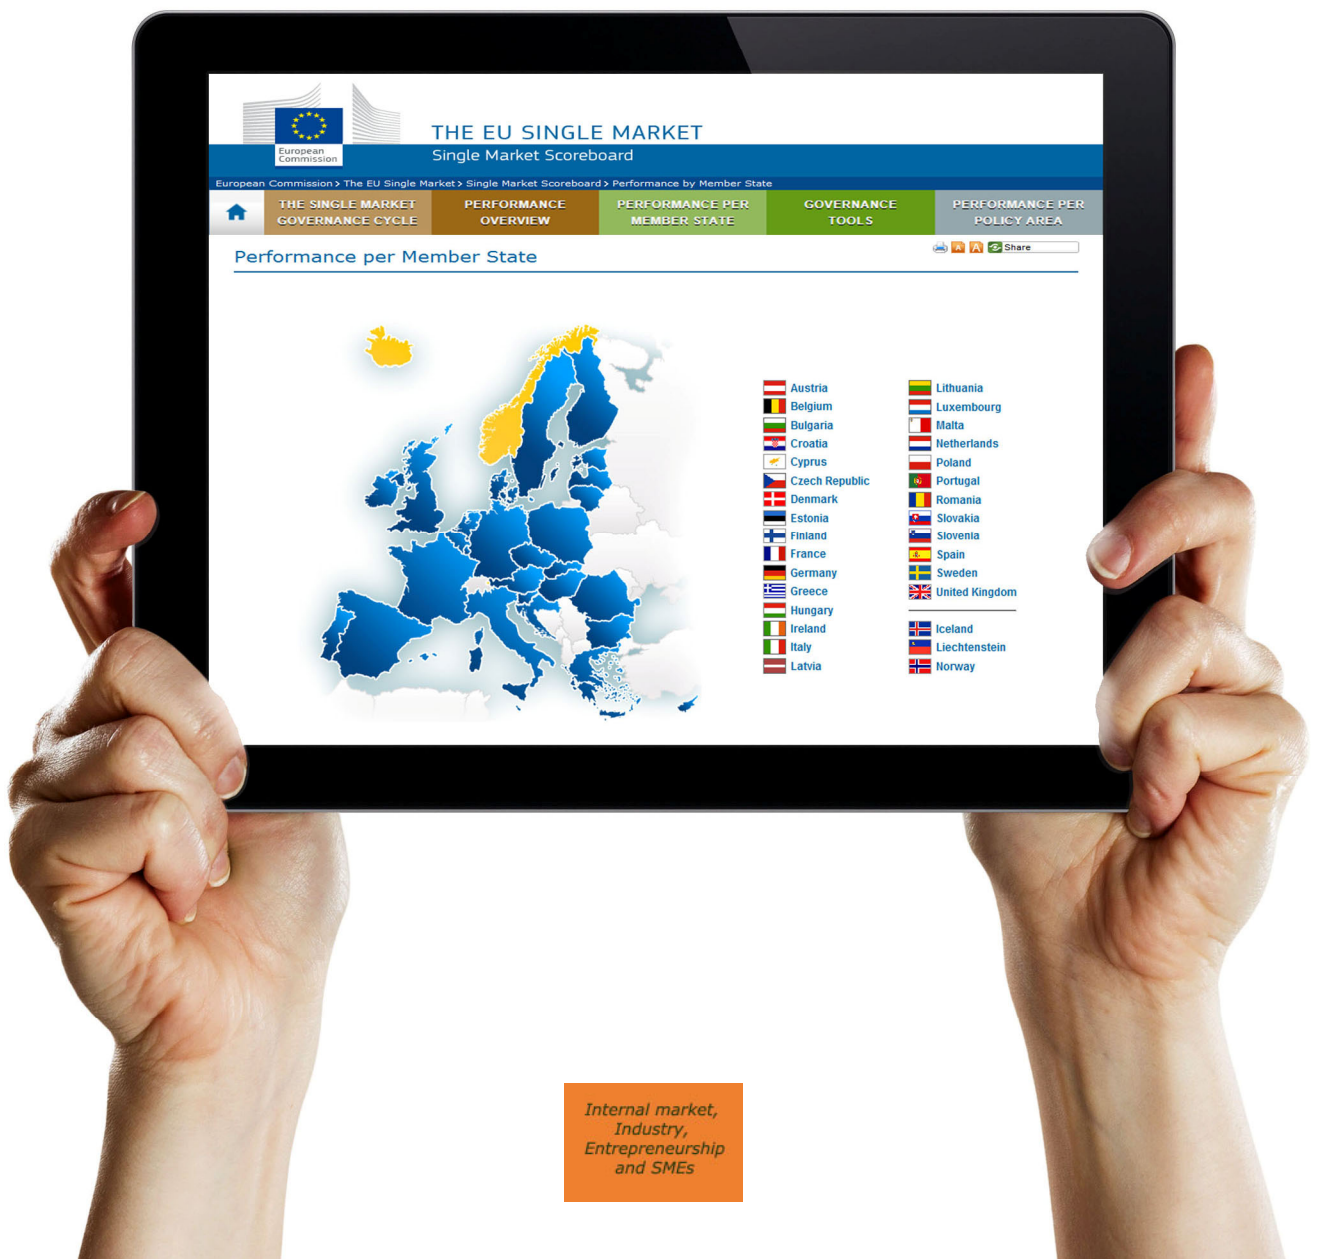 THE EU SINGLE MARKET
European
Commission
Single Market Scoreboard
European Commission > The EU Single Market > Single Market Scoreboard > Performance by Member State
THE SINGLE MARKET
GOVERNANCE CYCLE
PERFORMANCE
OVERVIEW
PERFORMANCE PER
MEMBER STATE
GOVERNANCE
TOOLS
PERFORMANCE PER
POLICY AREA
A A Share
Performance per Member State
Austria
Belgium
Bulgaria
Croatia
Cyprus
Czech Republic
Denmark
Estonia
Finland
France
Germany
Greece
Hungary
Ireland
Italy
Latvia
Lithuania
Luxembourg
Malta
Netherlands
Poland
Portugal
Romania
Slovakia
Slovenia
Spain
Sweden
United Kingdom
Iceland
Liechtenstein
Norway
Internal market,
Industry,
Entrepreneurship
and SMEs